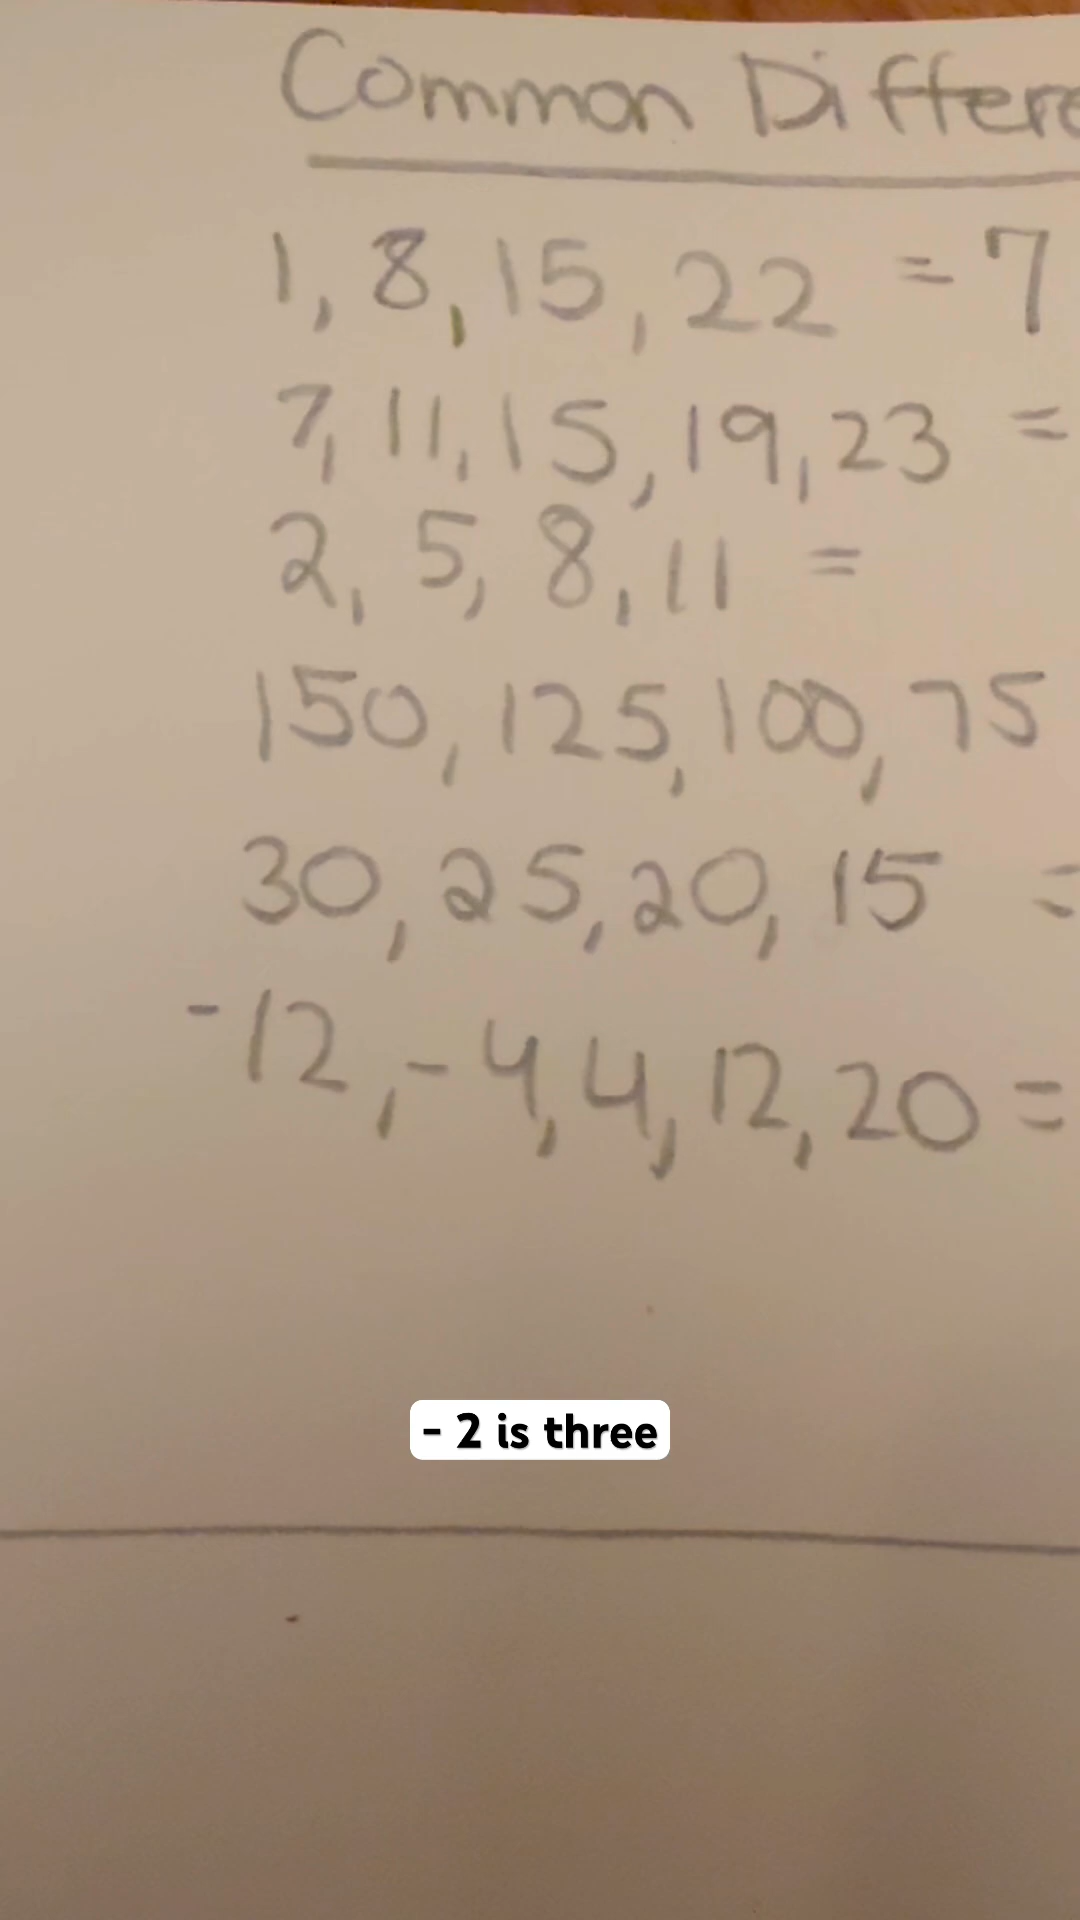 Common Differe
1, 8, 15, 22 = 7
7, 11, 15, 19, 23 =
2, 5, 8, 11 =
150, 125, 100, 75
30, 25, 20, 15 =
-12, -4, 4, 12, 20 =
- 2 is three